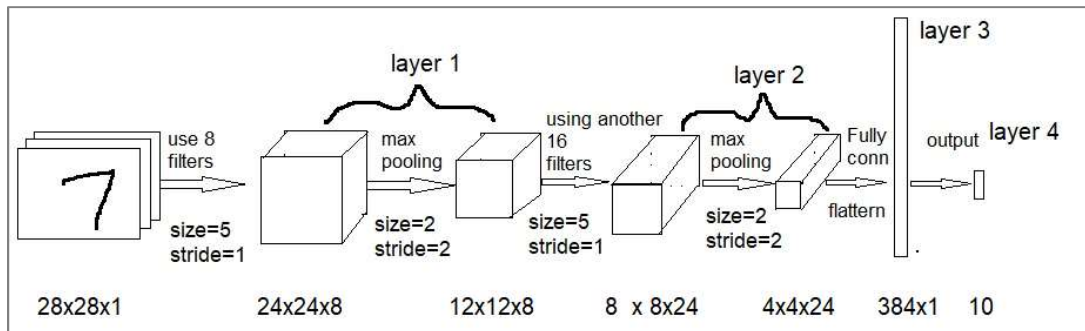 layer 1
layer 2
layer 3
layer 4
7
use 8
filters
size=5
stride=1
max
pooling
size=2
stride=2
using another
16
filters
size=5
stride=1
max
pooling
size=2
stride=2
Fully
conn
flattern
output
28x28x1
24x24x8
12x12x8
8 x 8x24
4x4x24
384x1
10